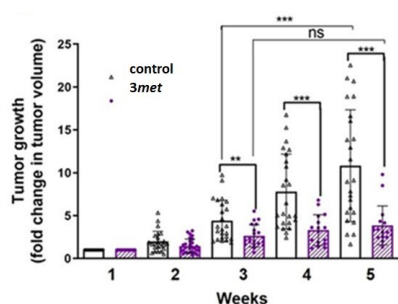 ***
ns
***
***
**
control
3met
Tumor growth
(fold change in tumor volume)
25
20
15
10
5
0
1 2 3 4 5
Weeks